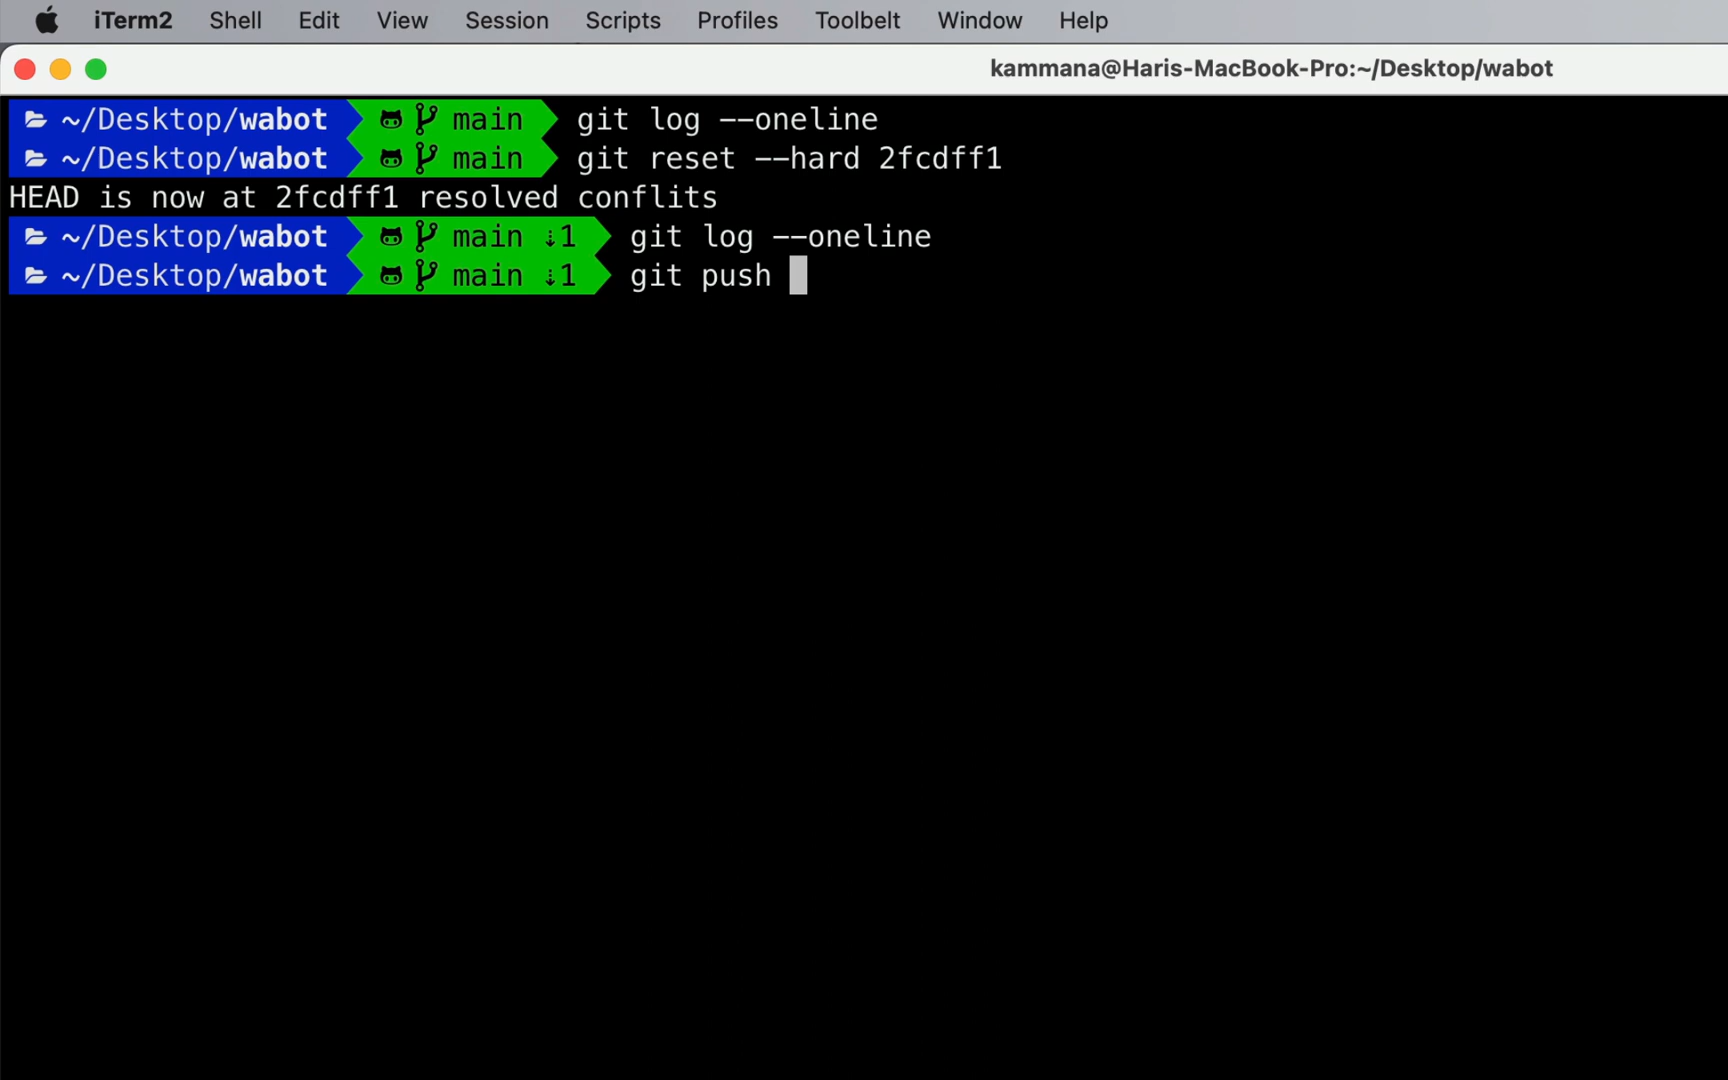 iTerm2 Shell Edit View Session Scripts Profiles Toolbelt Window Help
kammana@Haris-MacBook-Pro:~/Desktop/wabot
~/Desktop/wabot main git log --oneline
~/Desktop/wabot main git reset --hard 2fcdff1
HEAD is now at 2fcdff1 resolved conflits
~/Desktop/wabot main ⇣1 git log --oneline
~/Desktop/wabot main ⇣1 git push